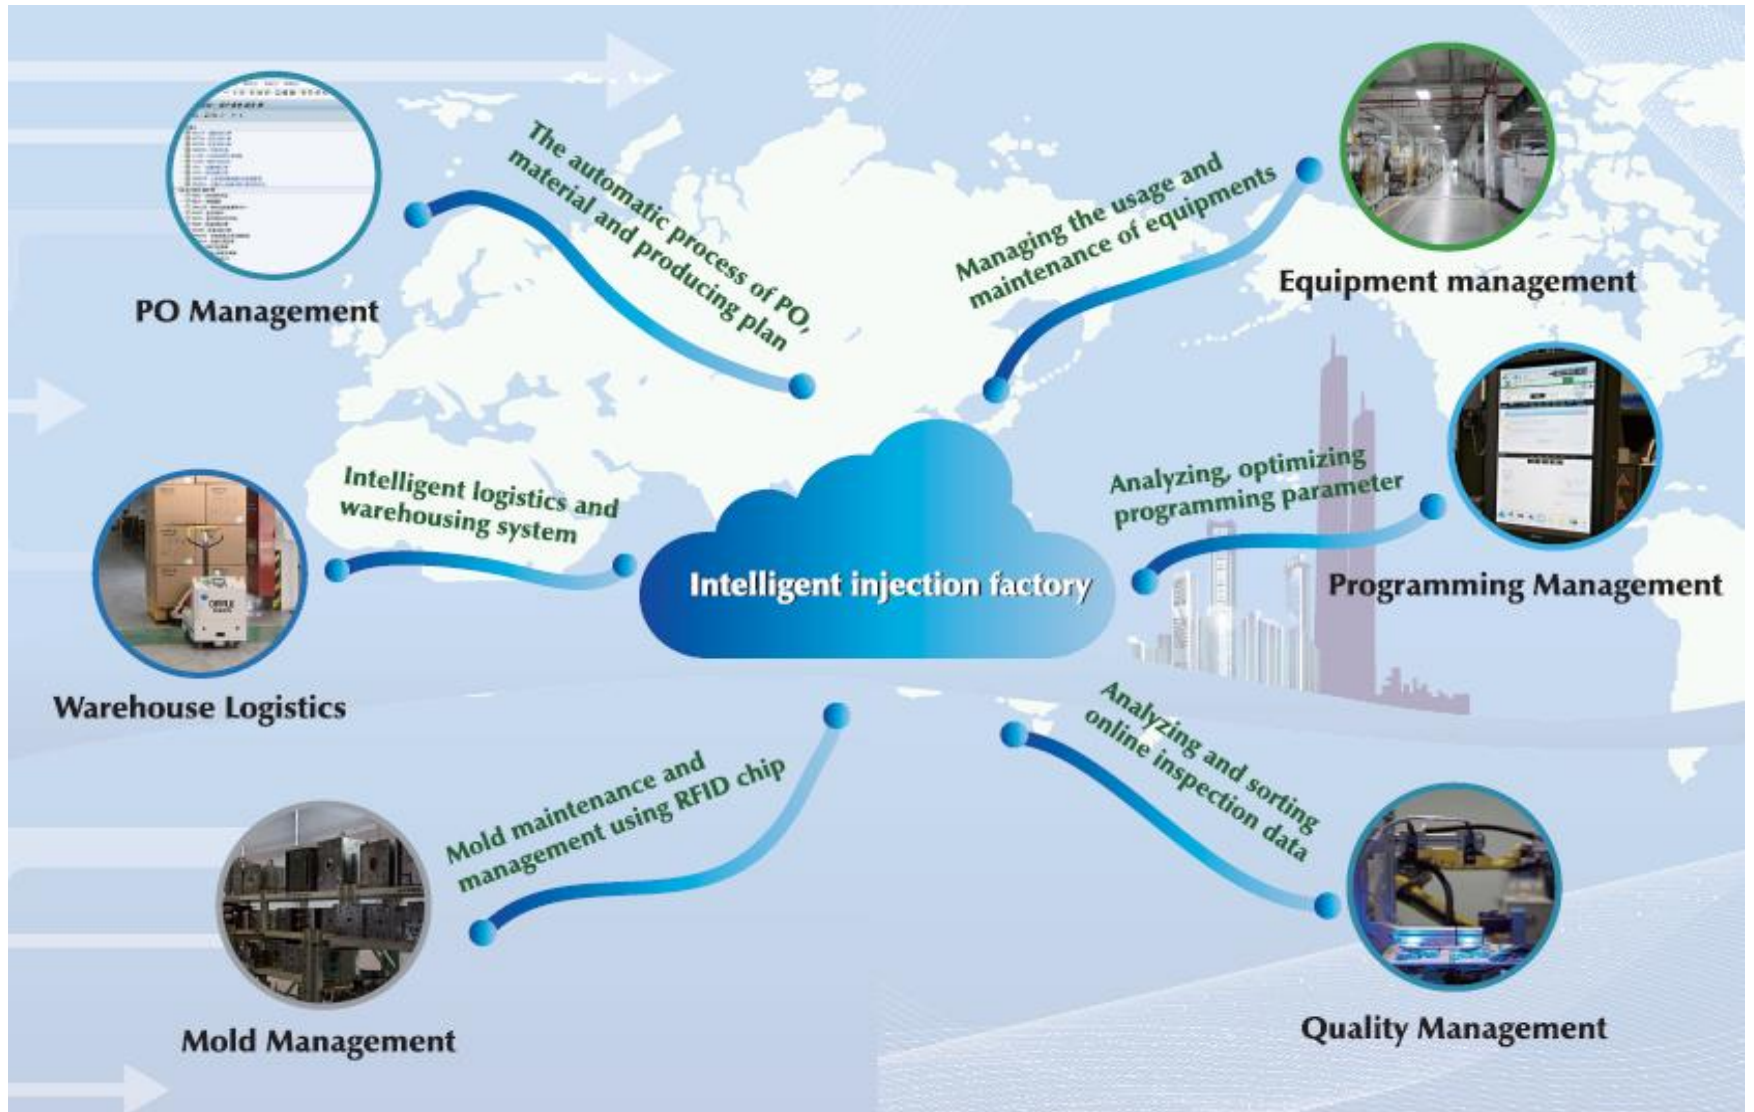 The automatic process of PO,
material and producing plan
PO Management
Managing the usage and
maintenance of equipments
Equipment management
Intelligent logistics and
warehousing system
Warehouse Logistics
Intelligent injection factory
Analyzing, optimizing
programming parameter
Programming Management
Mold maintenance and
management using RFID chip
Mold Management
Analyzing and sorting
online inspection data
Quality Management